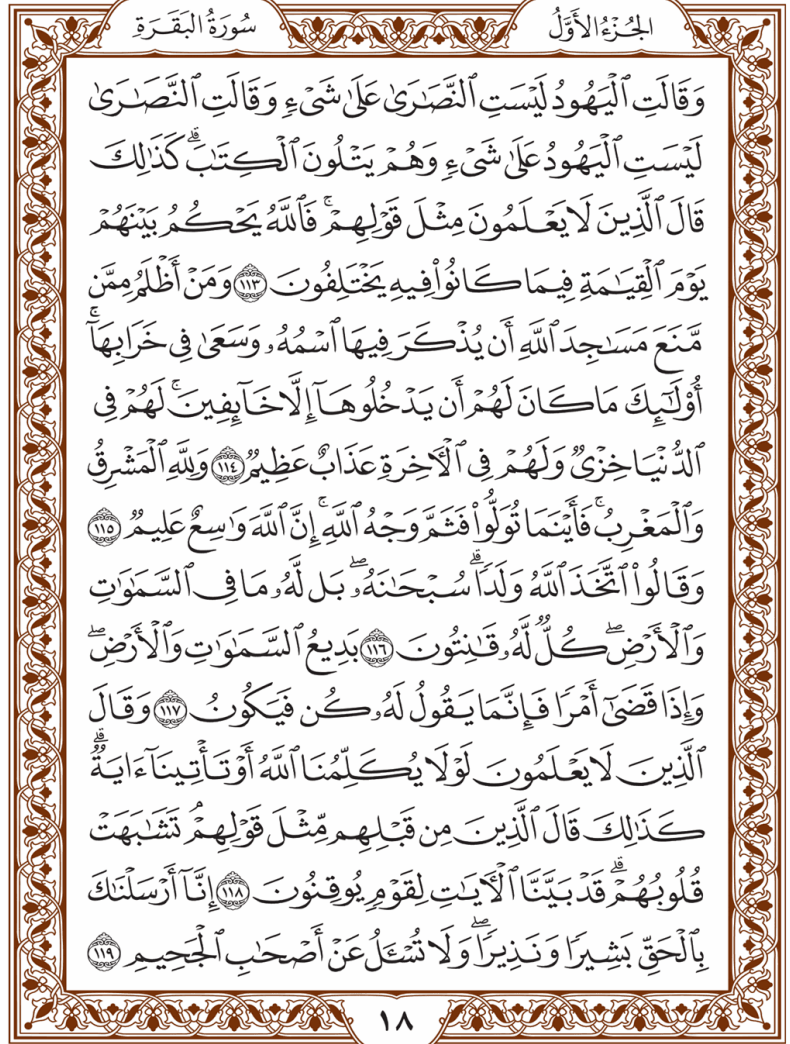 سُورَةُ البَقَرَةِ
الجُزْءُ الأَوَّلُ
وَقَالَتِ ٱلْيَهُودُ لَيْسَتِ ٱلنَّصَٰرَىٰ عَلَىٰ شَىْءٖ وَقَالَتِ ٱلنَّصَٰرَىٰ
لَيْسَتِ ٱلْيَهُودُ عَلَىٰ شَىْءٖ وَهُمْ يَتْلُونَ ٱلْكِتَٰبَۗ كَذَٰلِكَ
قَالَ ٱلَّذِينَ لَا يَعْلَمُونَ مِثْلَ قَوْلِهِمْۚ فَٱللَّهُ يَحْكُمُ بَيْنَهُمْ
يَوْمَ ٱلْقِيَٰمَةِ فِيمَا كَانُوا۟ فِيهِ يَخْتَلِفُونَ ١١٣ وَمَنْ أَظْلَمُ مِمَّن
مَّنَعَ مَسَٰجِدَ ٱللَّهِ أَن يُذْكَرَ فِيهَا ٱسْمُهُۥ وَسَعَىٰ فِى خَرَابِهَآۚ
أُو۟لَٰٓئِكَ مَا كَانَ لَهُمْ أَن يَدْخُلُوهَآ إِلَّا خَآئِفِينَۚ لَهُمْ فِى
ٱلدُّنْيَا خِزْىٌ وَلَهُمْ فِى ٱلْءَاخِرَةِ عَذَابٌ عَظِيمٌ ١١٤ وَلِلَّهِ ٱلْمَشْرِقُ
وَٱلْمَغْرِبُۚ فَأَيْنَمَا تُوَلُّوا۟ فَثَمَّ وَجْهُ ٱللَّهِۚ إِنَّ ٱللَّهَ وَٰسِعٌ عَلِيمٌ ١١٥
وَقَالُوا۟ ٱتَّخَذَ ٱللَّهُ وَلَدًاۗ سُبْحَٰنَهُۥۖ بَل لَّهُۥ مَا فِى ٱلسَّمَٰوَٰتِ
وَٱلْأَرْضِۖ كُلٌّ لَّهُۥ قَٰنِتُونَ ١١٦ بَدِيعُ ٱلسَّمَٰوَٰتِ وَٱلْأَرْضِۖ
وَإِذَا قَضَىٰٓ أَمْرًا فَإِنَّمَا يَقُولُ لَهُۥ كُن فَيَكُونُ ١١٧ وَقَالَ
ٱلَّذِينَ لَا يَعْلَمُونَ لَوْلَا يُكَلِّمُنَا ٱللَّهُ أَوْ تَأْتِينَآ ءَايَةٌۗ
كَذَٰلِكَ قَالَ ٱلَّذِينَ مِن قَبْلِهِم مِّثْلَ قَوْلِهِمْۘ تَشَٰبَهَتْ
قُلُوبُهُمْۗ قَدْ بَيَّنَّا ٱلْءَايَٰتِ لِقَوْمٍ يُوقِنُونَ ١١٨ إِنَّآ أَرْسَلْنَٰكَ
بِٱلْحَقِّ بَشِيرًا وَنَذِيرًاۖ وَلَا تُسْـَٔلُ عَنْ أَصْحَٰبِ ٱلْجَحِيمِ ١١٩
١٨